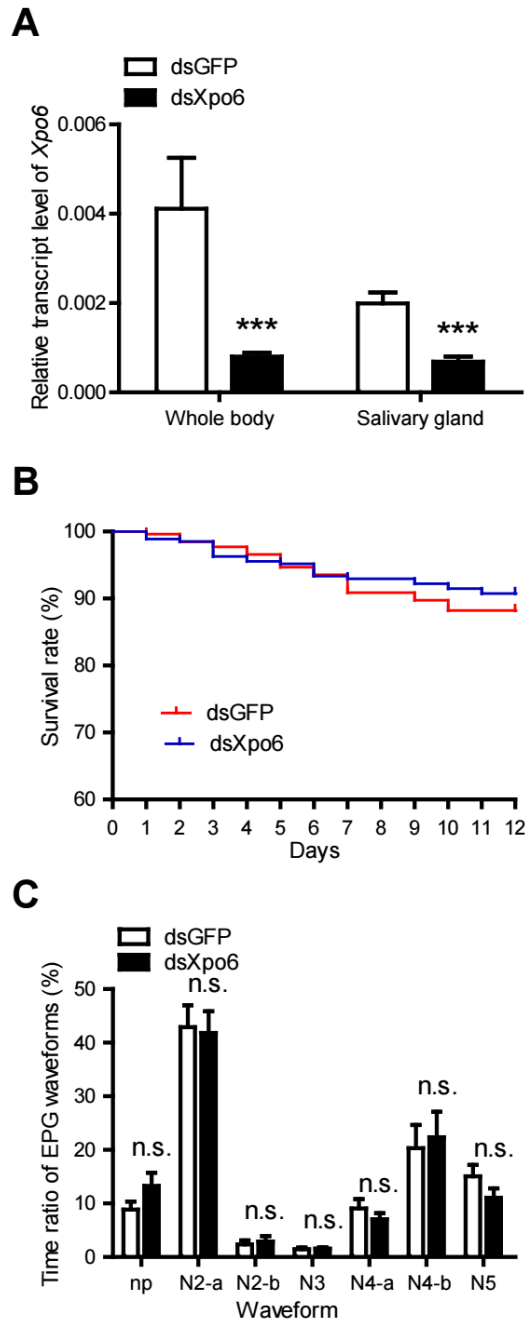 A
dsGFP
dsXpo6
Relative transcript level of Xpo6
0.006
0.004
0.002
0.000
***
***
Whole body
Salivary gland
B
Survival rate (%)
100
90
80
70
60
dsGFP
dsXpo6
0 1 2 3 4 5 6 7 8 9 10 11 12
Days
C
dsGFP
dsXpo6
Time ratio of EPG waveforms (%)
50
40
30
20
10
0
n.s.
n.s.
n.s.
n.s.
n.s.
n.s.
n.s.
np N2-a N2-b N3 N4-a N4-b N5
Waveform